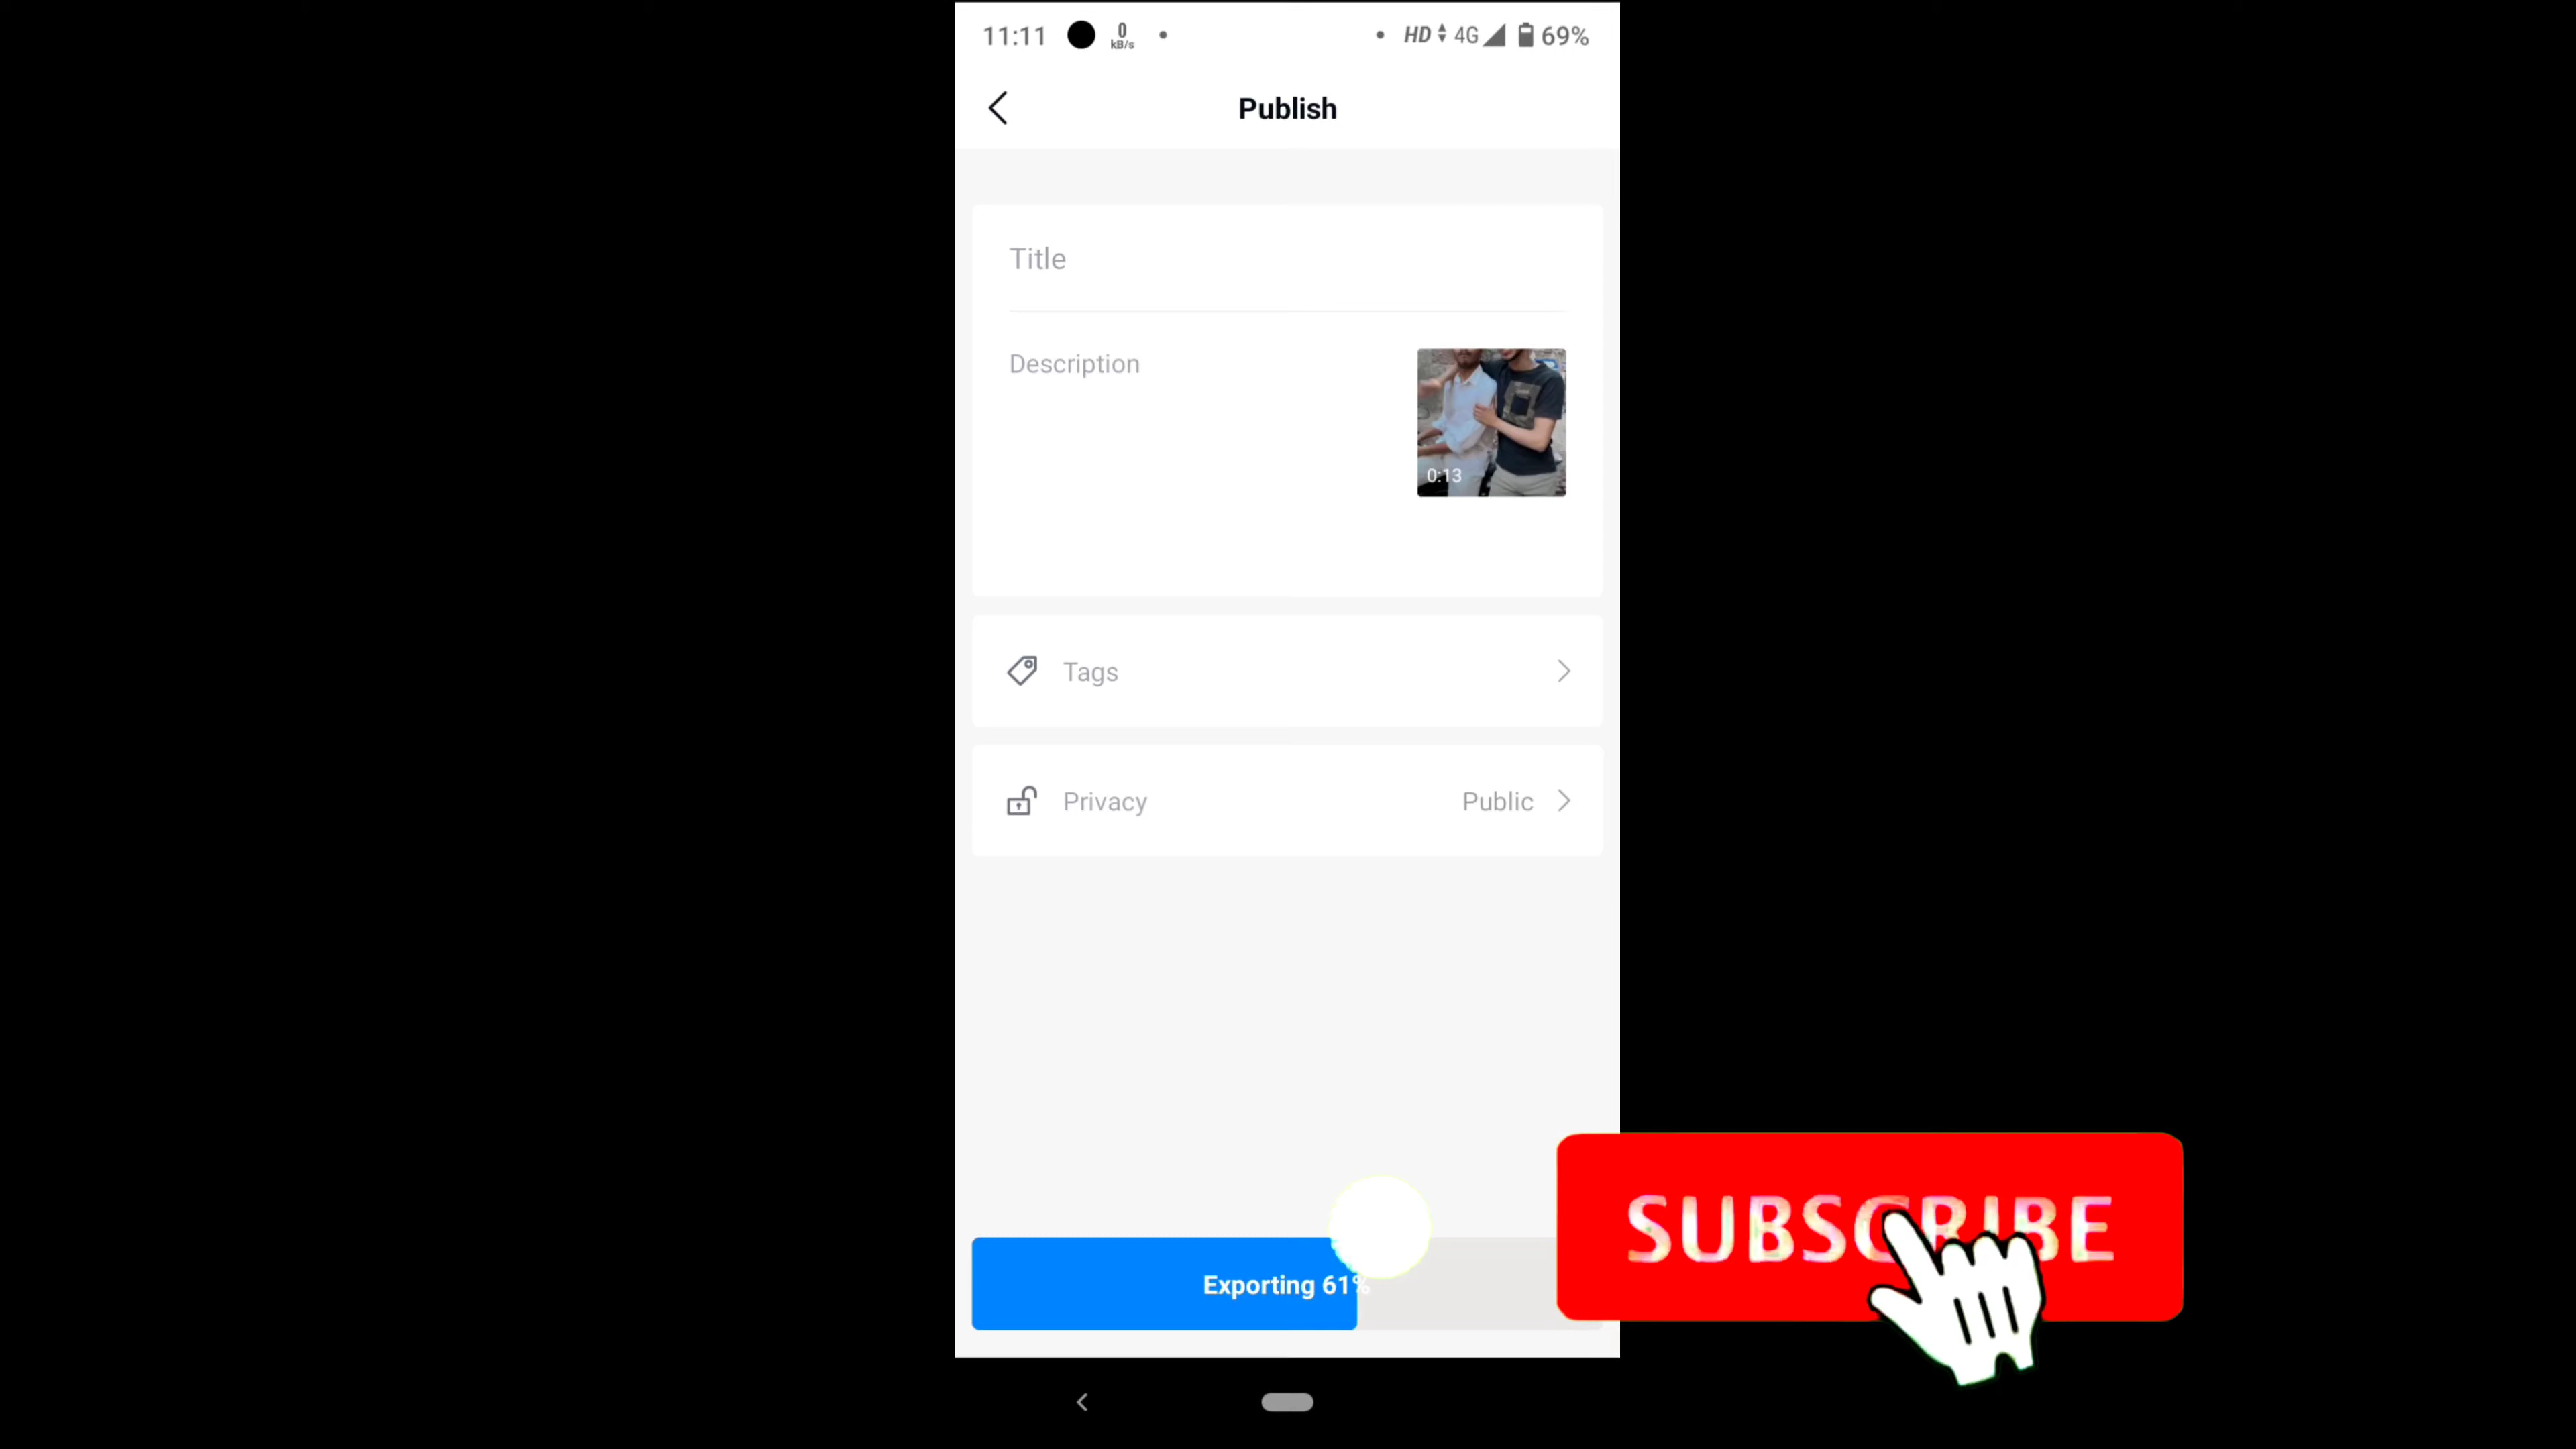 11:11 0 kB/s HD 4G 69%
Publish
Title
Description
0:13
Tags
Privacy Public
Exporting 61%
SUBSCRIBE